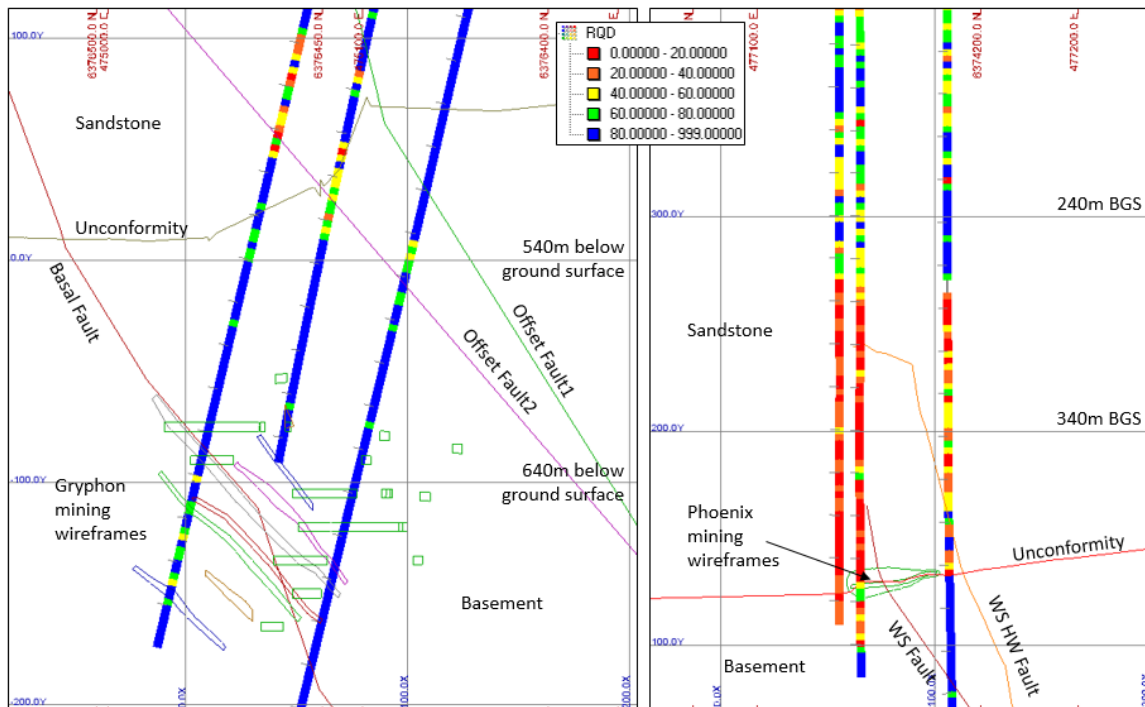 100.0Y
6376500.0 N
475000.0 E
6376450.0 N
6376400.0 N
RQD
0.00000 - 20.00000
20.00000 - 40.00000
40.00000 - 60.00000
60.00000 - 80.00000
80.00000 - 999.00000
Sandstone
Unconformity
0.0Y
Basal Fault
540m below
ground surface
Offset Fault1
Offset Fault2
-100.0Y
640m below
ground surface
Gryphon
mining
wireframes
Basement
-200.0Y
0.0X
100.0X
200.0X
477100.0 E
6374200.0 N
477200.0 E
300.0Y
240m BGS
Sandstone
200.0Y
340m BGS
Phoenix
mining
wireframes
Unconformity
100.0Y
Basement
WS Fault
WS HW Fault